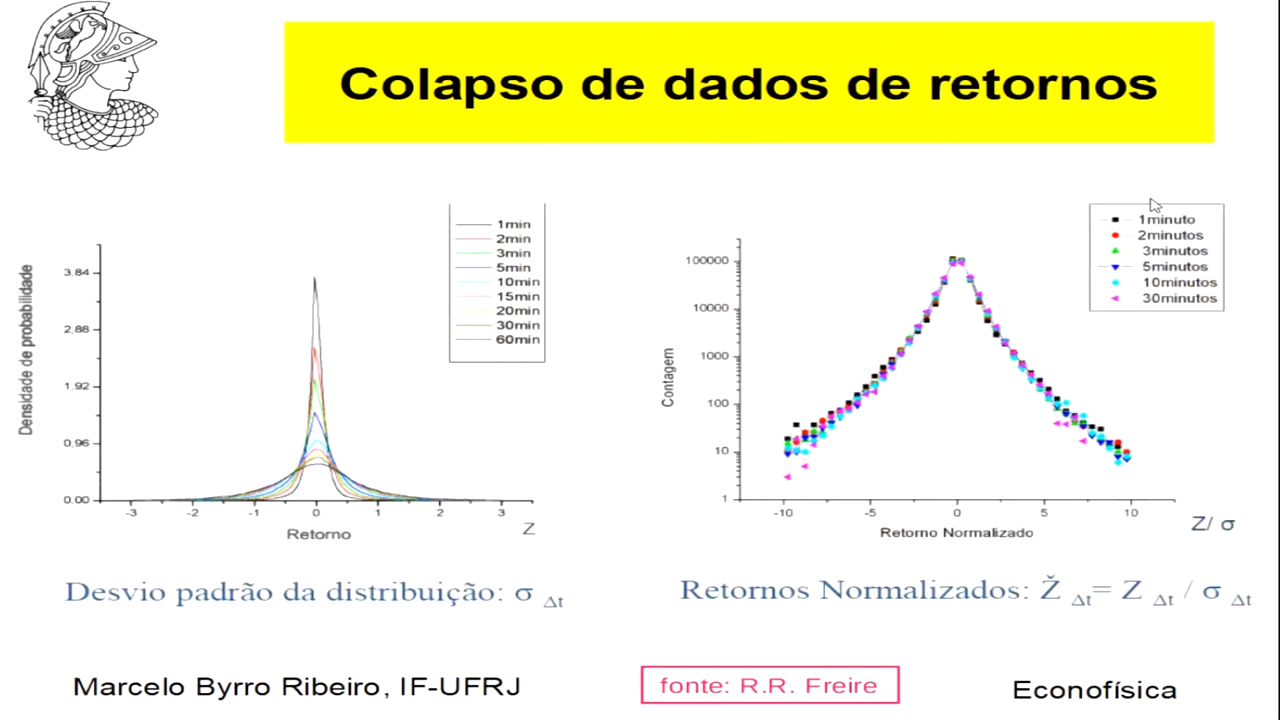 Colapso de dados de retornos
Densidade de probabilidade
3.84
2.88
1.92
0.96
0.00
-3 -2 -1 0 1 2 3
Retorno
Z
1min
2min
3min
5min
10min
15min
20min
30min
60min
Contagem
100000
10000
1000
100
10
1
-10 -5 0 5 10
Retorno Normalizado
Z/ σ
1minuto
2minutos
3minutos
5minutos
10minutos
30minutos
Desvio padrão da distribuição: σ Δt
Retornos Normalizados: Ž Δt= Z Δt / σ Δt
Marcelo Byrro Ribeiro, IF-UFRJ
fonte: R.R. Freire
Econofísica